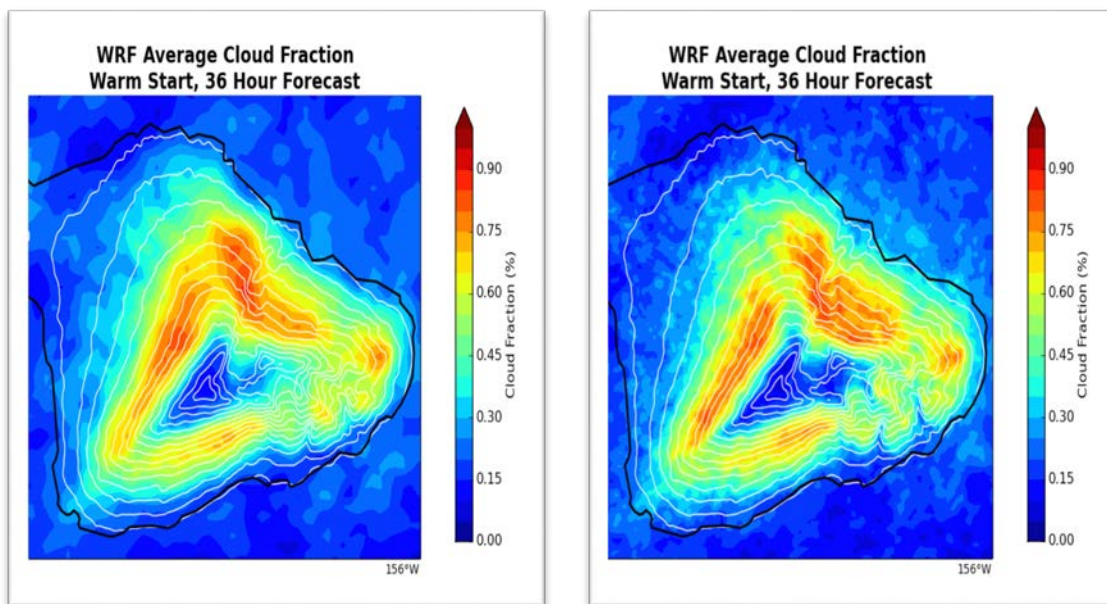 WRF Average Cloud Fraction
Warm Start, 36 Hour Forecast
0.90
0.75
0.60
0.45
0.30
0.15
0.00
Cloud Fraction (%)
156°W
WRF Average Cloud Fraction
Warm Start, 36 Hour Forecast
0.90
0.75
0.60
0.45
0.30
0.15
0.00
Cloud Fraction (%)
156°W